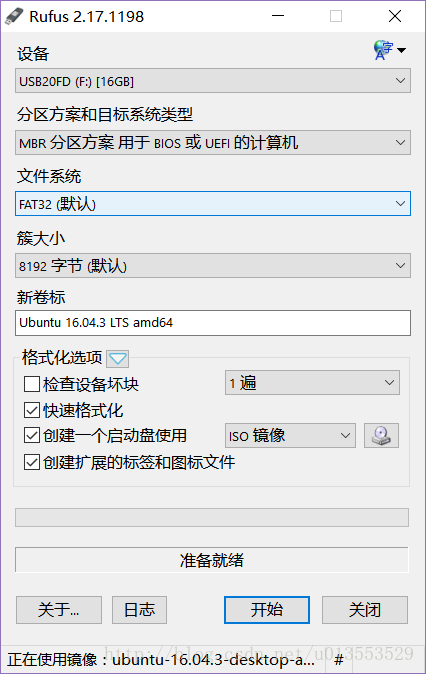 Rufus 2.17.1198
设备
USB20FD (F:) [16GB]
分区方案和目标系统类型
MBR 分区方案 用于 BIOS 或 UEFI 的计算机
文件系统
FAT32 (默认)
簇大小
8192 字节 (默认)
新卷标
Ubuntu 16.04.3 LTS amd64
格式化选项
检查设备坏块 1 遍
快速格式化
创建一个启动盘使用 ISO 镜像
创建扩展的标签和图标文件
准备就绪
关于... 日志 开始 关闭
http://blog.csdn.net/u013553529
正在使用镜像：ubuntu-16.04.3-desktop-a... #